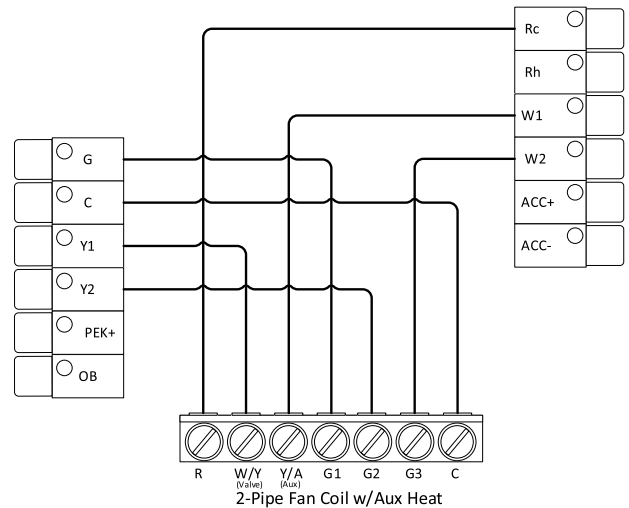 Rc
Rh
W1
W2
ACC+
ACC-
G
C
Y1
Y2
PEK+
OB
R W/Y Y/A G1 G2 G3 C
(Valve) (Aux)
2-Pipe Fan Coil w/Aux Heat